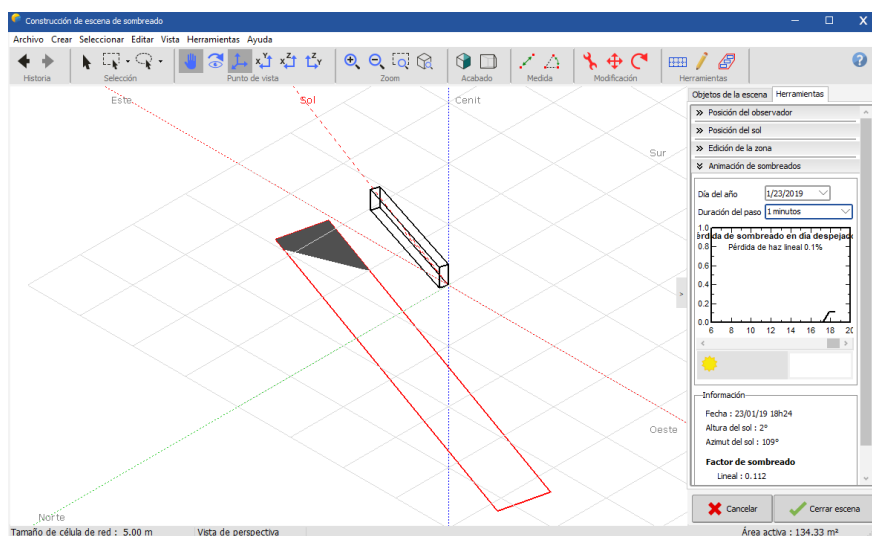 Construcción de escena de sombreado
Archivo Crear Seleccionar Editar Vista Herramientas Ayuda
Historia
Selección
Punto de vista
Zoom
Acabado
Medida
Modificación
Herramientas
Este
Sol
Cenit
Sur
Oeste
Norte
Objetos de la escena
Herramientas
Posición del observador
Posición del sol
Edición de la zona
Animación de sombreados
Día del año 1/23/2019
Duración del paso 1 minutos
érdida de sombreado en día despejado
Pérdida de haz lineal 0.1%
1.0
0.8
0.6
0.4
0.2
0.0
6 8 10 12 14 16 18 20
Información
Fecha : 23/01/19 18h24
Altura del sol : 2°
Azimut del sol : 109°
Factor de sombreado
Lineal : 0.112
Cancelar
Cerrar escena
Tamaño de célula de red : 5.00 m
Vista de perspectiva
Área activa : 134.33 m²